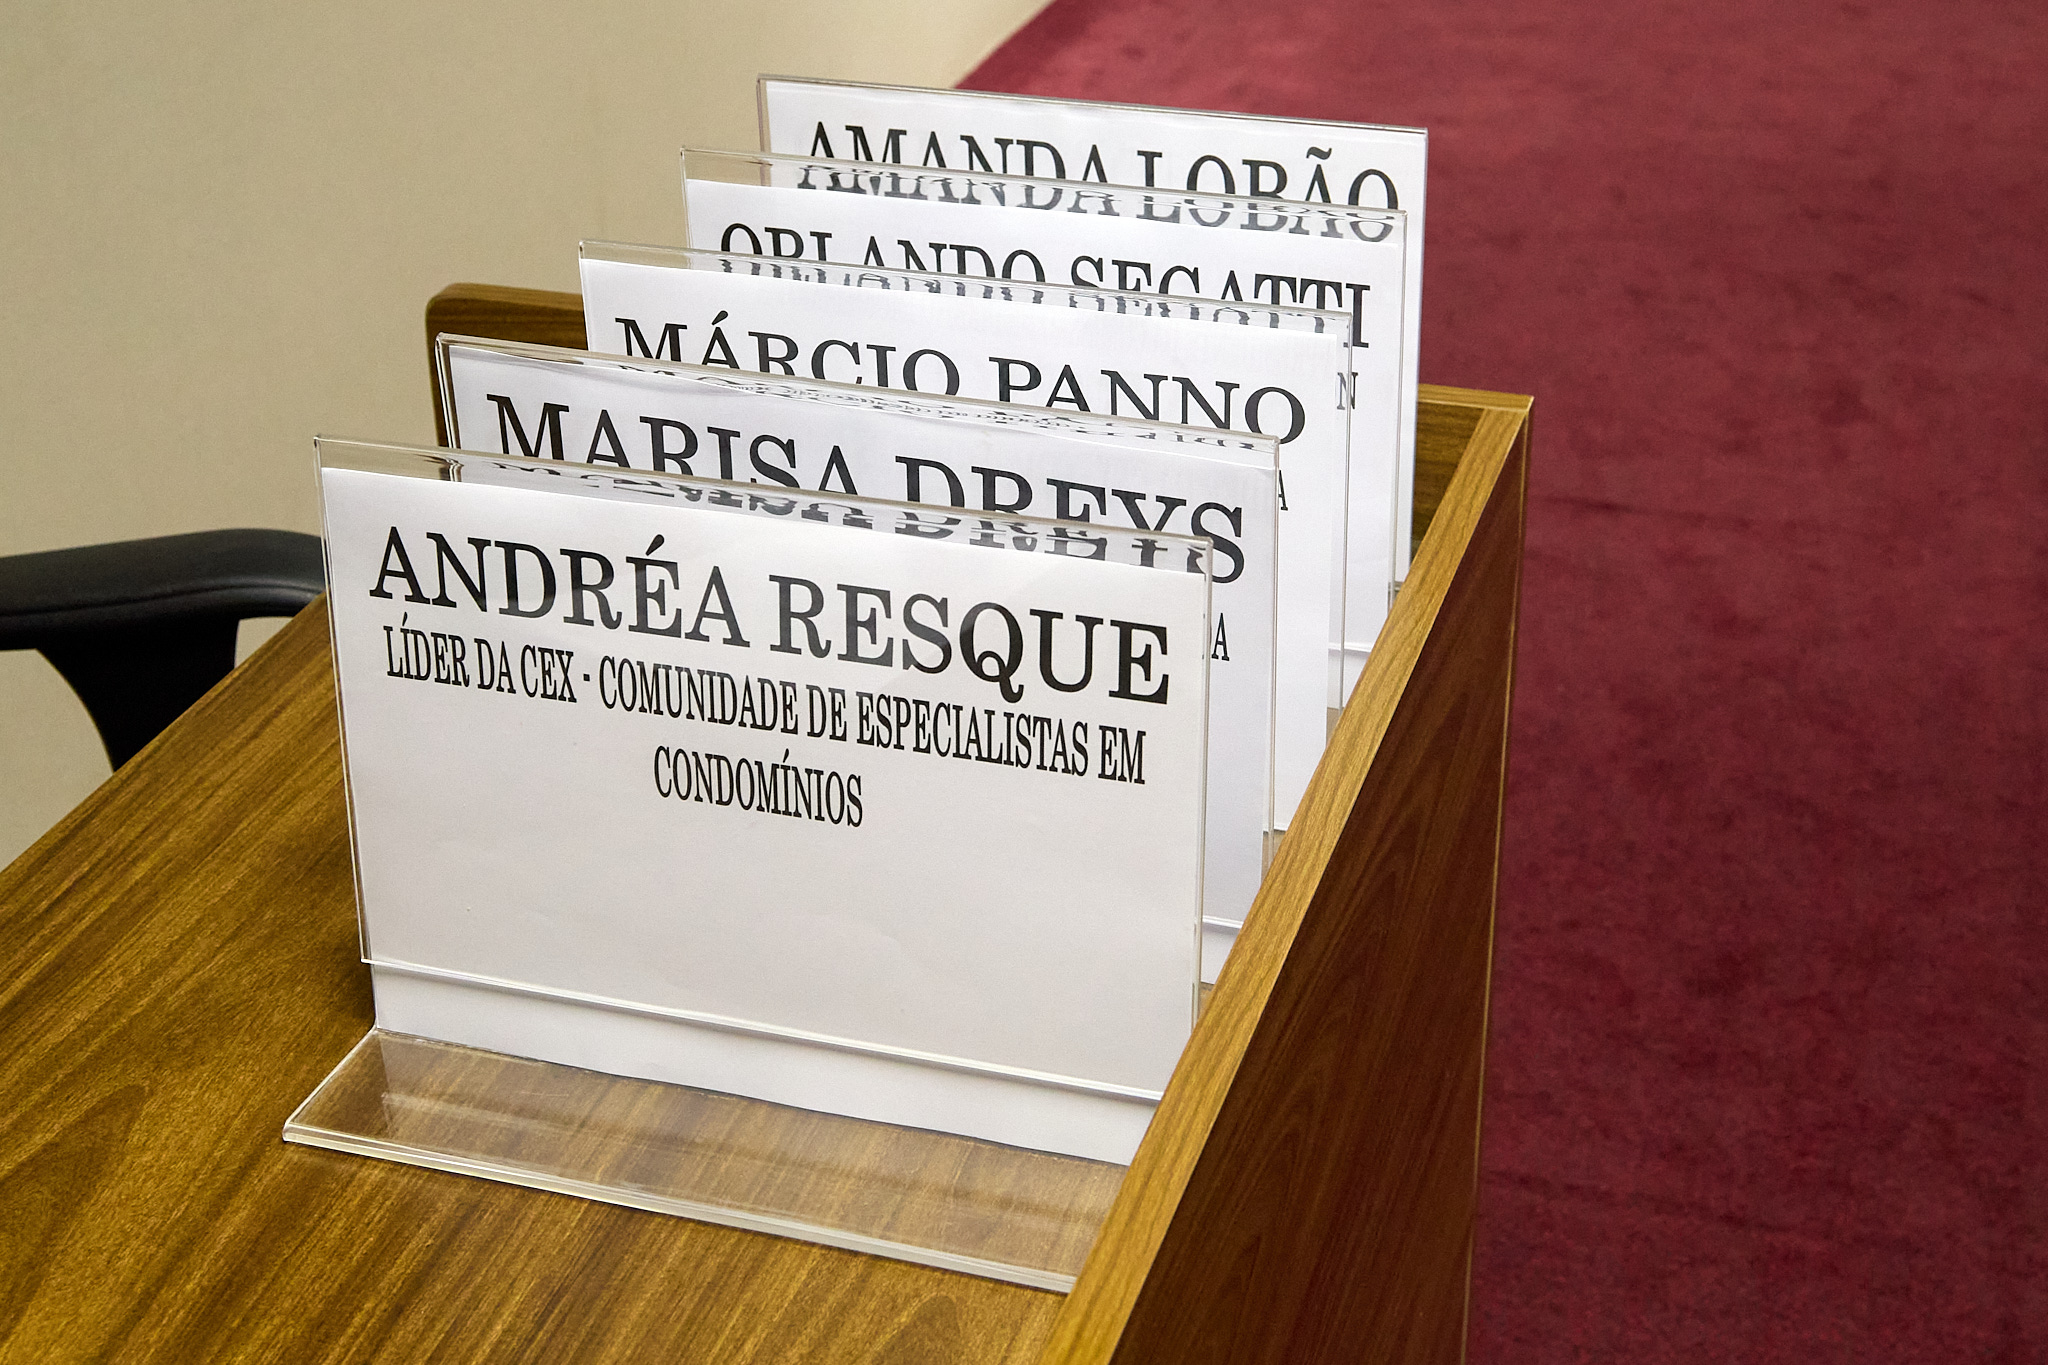 AMANDA LOBÃO
ORLANDO SEGATTI
MÁRCIO PANNO
MARISA DREYS
ANDRÉA RESQUE
LÍDER DA CEX - COMUNIDADE DE ESPECIALISTAS EM
CONDOMÍNIOS